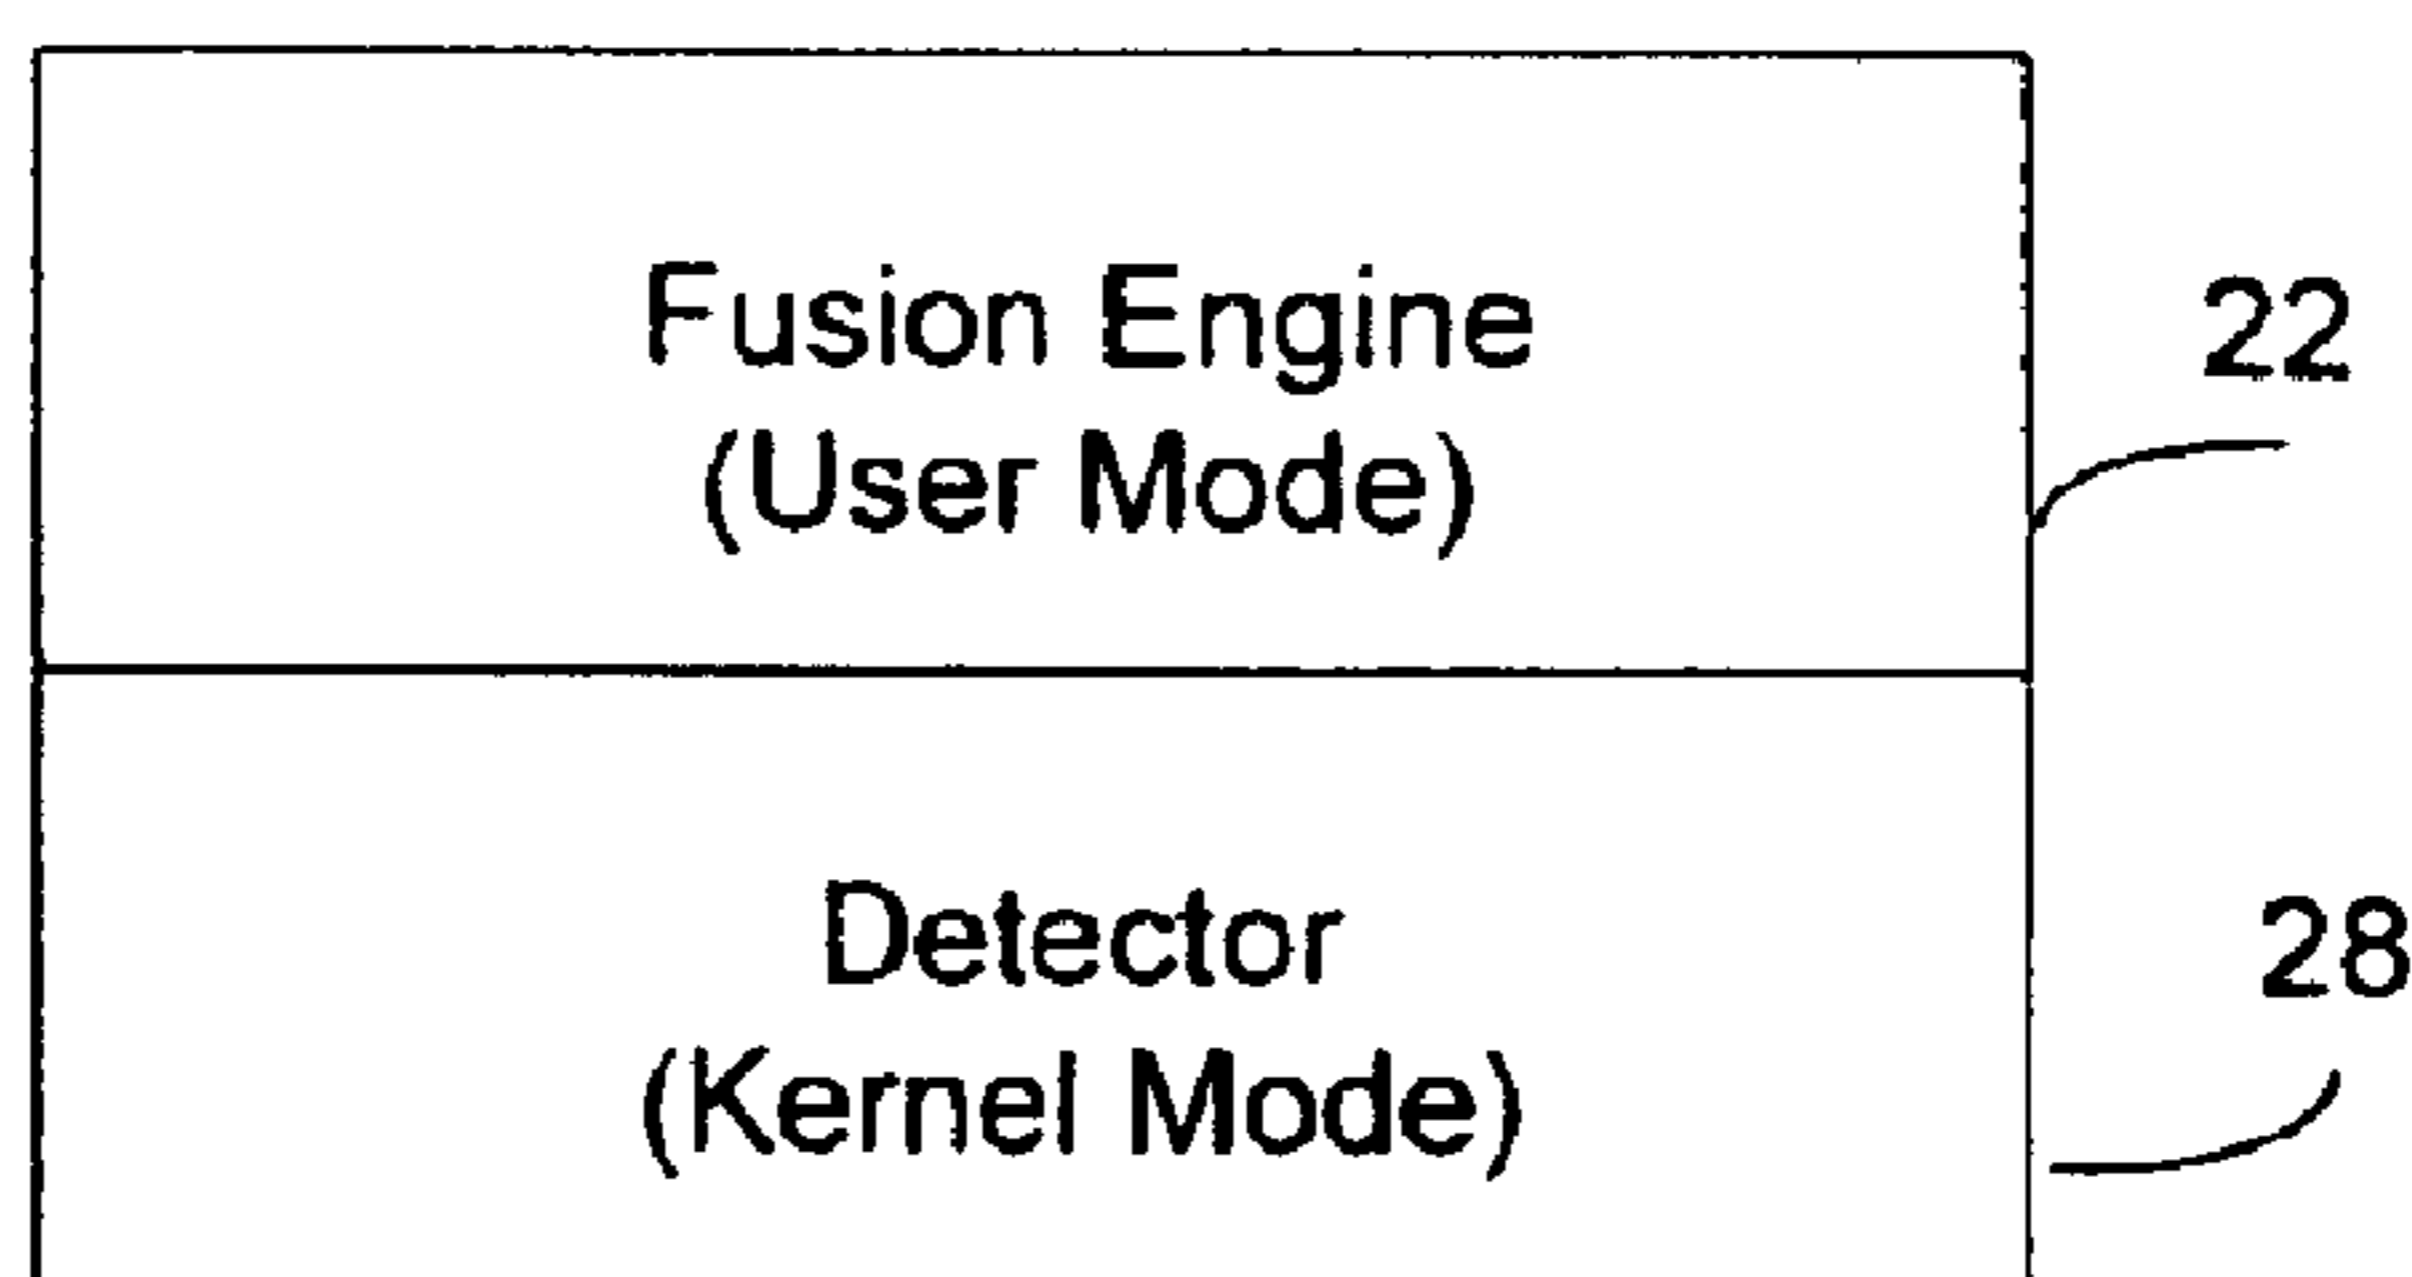 Fusion Engine
(User Mode)
22
Detector
(Kernel Mode)
28